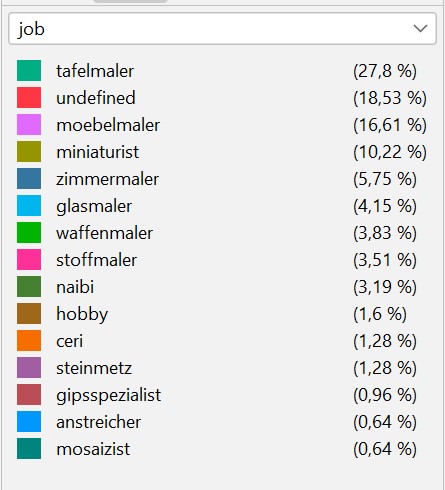 job
tafelmaler (27,8 %)
undefined (18,53 %)
moebelmaler (16,61 %)
miniaturist (10,22 %)
zimmermaler (5,75 %)
glasmaler (4,15 %)
waffenmaler (3,83 %)
stoffmaler (3,51 %)
naibi (3,19 %)
hobby (1,6 %)
ceri (1,28 %)
steinmetz (1,28 %)
gipsspezialist (0,96 %)
anstreicher (0,64 %)
mosaizist (0,64 %)